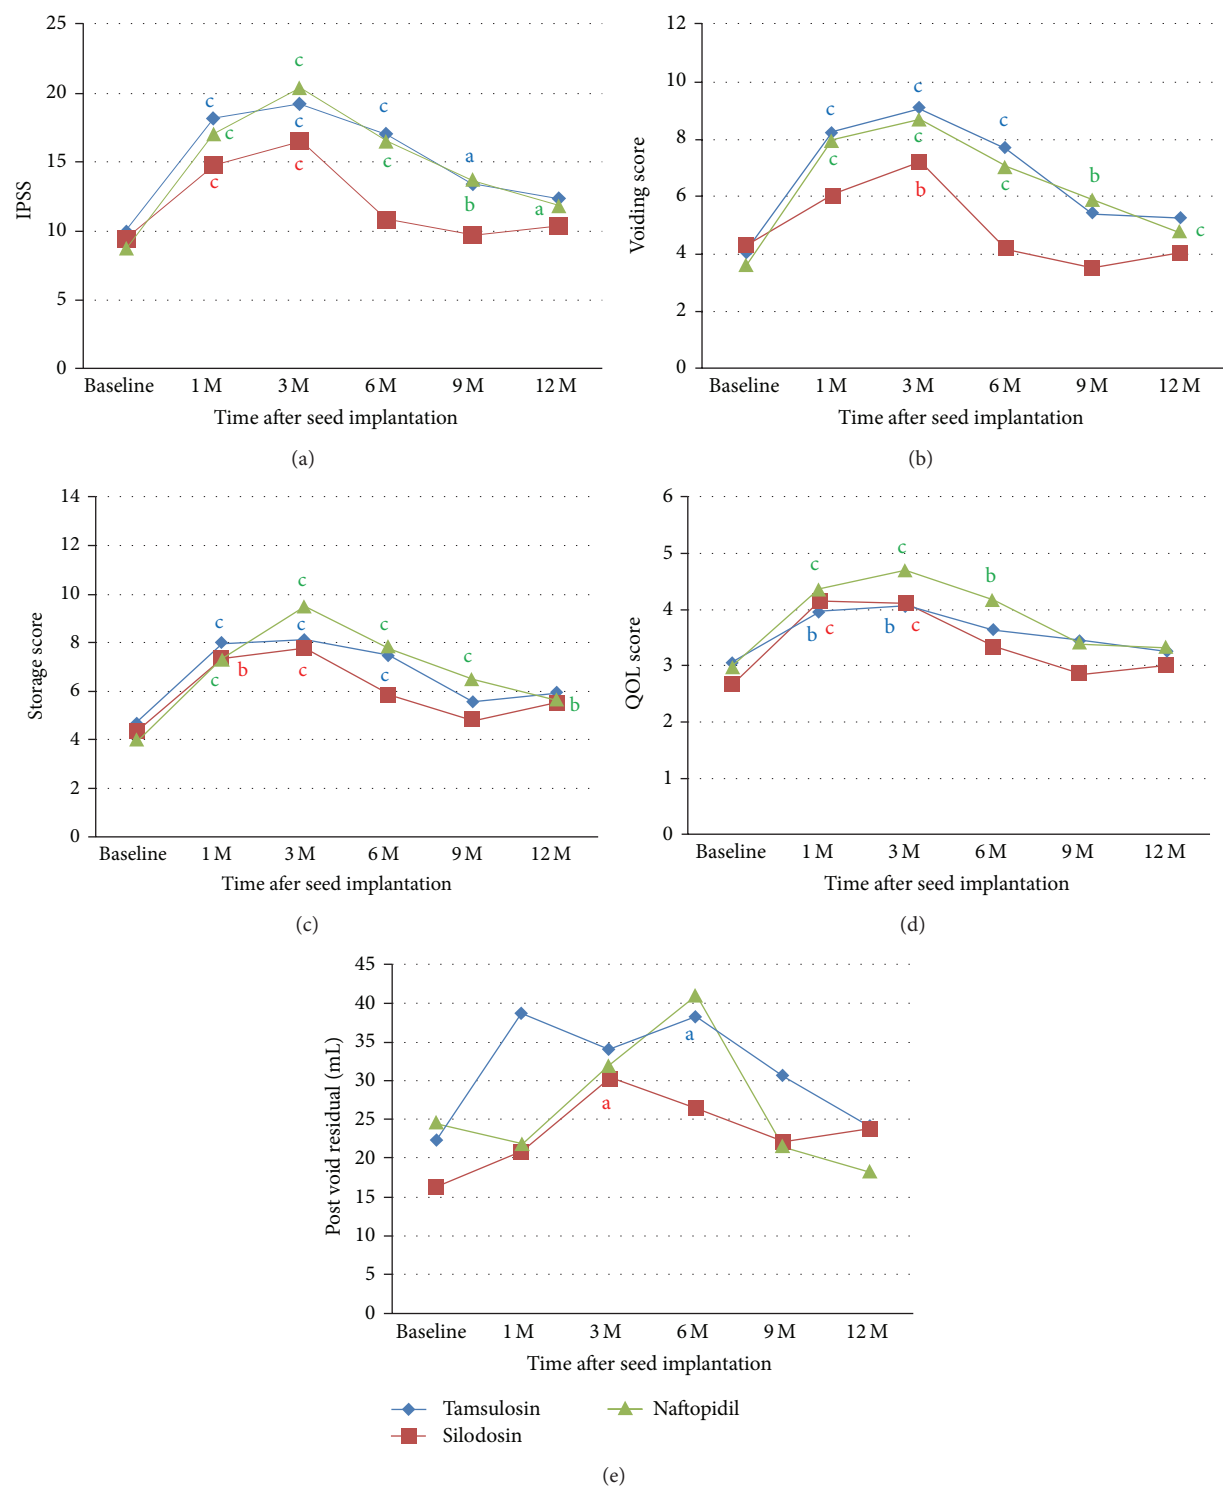 25
20
15
10
5
0
IPSS
c
c
c
c
c
c
c
c
c
a
b
a
Baseline 1 M 3 M 6 M 9 M 12 M
Time after seed implantation
(a)
12
10
8
6
4
2
0
Voiding score
c
c
c
c
c
b
c
c
b
c
Baseline 1 M 3 M 6 M 9 M 12 M
Time after seed implantation
(b)
14
12
10
8
6
4
2
0
Storage score
c
c
b
c
c
c
c
c
c
b
Baseline 1 M 3 M 6 M 9 M 12 M
Time afer seed implantation
(c)
6
5
4
3
2
1
0
QOL score
c
b
c
c
b
c
b
Baseline 1 M 3 M 6 M 9 M 12 M
Time after seed implantation
(d)
45
40
35
30
25
20
15
10
5
0
Post void residual (mL)
a
a
Baseline 1 M 3 M 6 M 9 M 12 M
Time after seed implantation
Tamsulosin Naftopidil
Silodosin
(e)